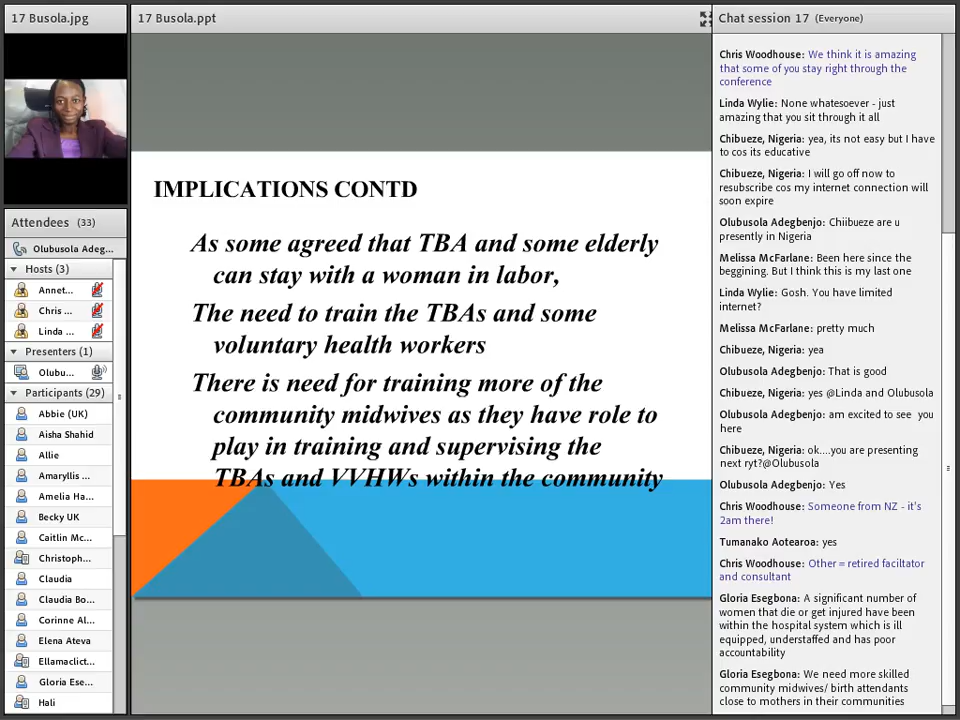 17 Busola.jpg
Attendees (33)
Olubusola Adeg...
Hosts (3)
Annet...
Chris ...
Linda ...
Presenters (1)
Olubu...
Participants (29)
Abbie (UK)
Aisha Shahid
Allie
Amaryllis ...
Amelia Ha...
Becky UK
Caitlin Mc...
Christoph...
Claudia
Claudia Bo...
Corinne Al...
Elena Ateva
Ellamaclict...
Gloria Ese...
Hali
17 Busola.ppt
IMPLICATIONS CONTD
As some agreed that TBA and some elderly
can stay with a woman in labor,
The need to train the TBAs and some
voluntary health workers
There is need for training more of the
community midwives as they have role to
play in training and supervising the
TBAs and VVHWs within the community
Chat session 17 (Everyone)
Chris Woodhouse: We think it is amazing
that some of you stay right through the
conference
Linda Wylie: None whatesoever - just
amazing that you sit through it all
Chibueze, Nigeria: yea, its not easy but I have
to cos its educative
Chibueze, Nigeria: I will go off now to
resubscribe cos my internet connection will
soon expire
Olubusola Adegbenjo: Chiibueze are u
presently in Nigeria
Melissa McFarlane: Been here since the
beggining. But I think this is my last one
Linda Wylie: Gosh. You have limited
internet?
Melissa McFarlane: pretty much
Chibueze, Nigeria: yea
Olubusola Adegbenjo: That is good
Chibueze, Nigeria: yes @Linda and Olubusola
Olubusola Adegbenjo: am excited to see you
here
Chibueze, Nigeria: ok....you are presenting
next ryt?@Olubusola
Olubusola Adegbenjo: Yes
Chris Woodhouse: Someone from NZ - it's
2am there!
Tumanako Aotearoa: yes
Chris Woodhouse: Other = retired faciltator
and consultant
Gloria Esegbona: A significant number of
women that die or get injured have been
within the hospital system which is ill
equipped, understaffed and has poor
accountability
Gloria Esegbona: We need more skilled
community midwives/ birth attendants
close to mothers in their communities